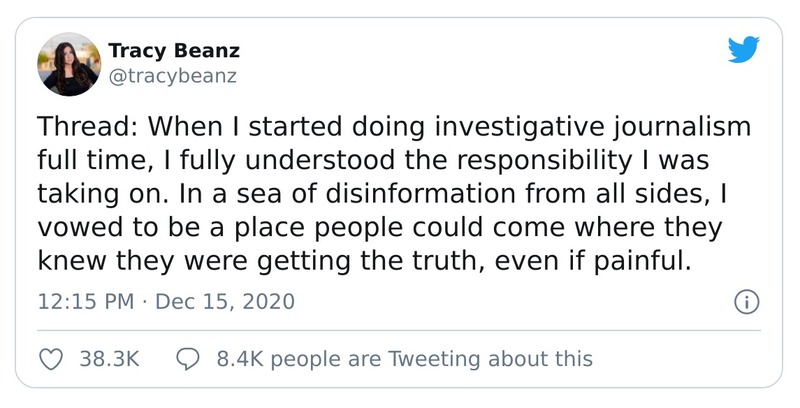 Tracy Beanz
@tracybeanz
Thread: When I started doing investigative journalism
full time, I fully understood the responsibility I was
taking on. In a sea of disinformation from all sides, I
vowed to be a place people could come where they
knew they were getting the truth, even if painful.
12:15 PM · Dec 15, 2020
38.3K 8.4K people are Tweeting about this